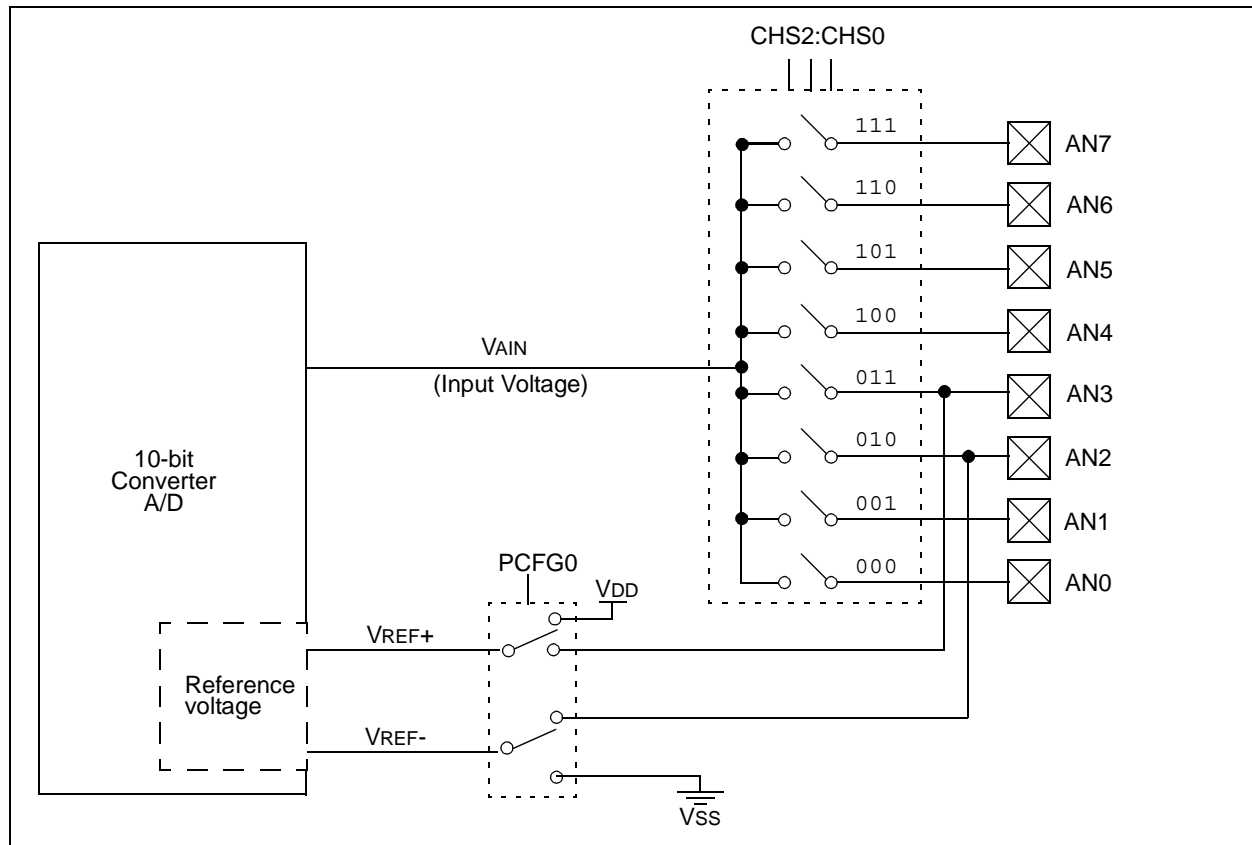 CHS2:CHS0
111
AN7
110
AN6
101
AN5
100
AN4
VAIN
(Input Voltage)
011
AN3
010
AN2
10-bit
Converter
A/D
001
AN1
PCFG0
000
AN0
VDD
VREF+
Reference
voltage
VREF-
VSS